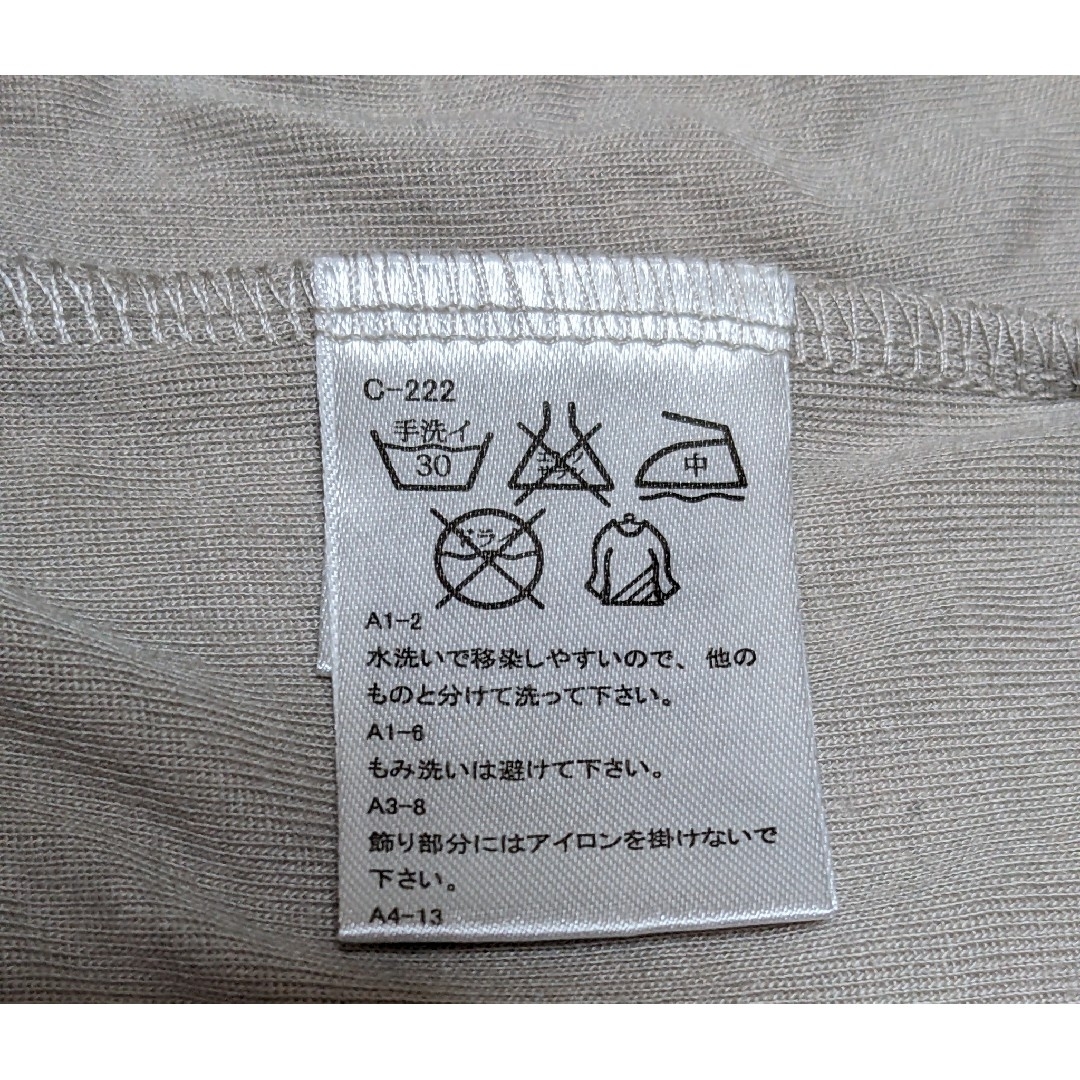 C-222
手洗イ
30
中
A1-2
水洗いで移染しやすいので、他の
ものと分けて洗って下さい。
A1-6
もみ洗いは避けて下さい。
A3-8
飾り部分にはアイロンを掛けないで
下さい。
A4-13